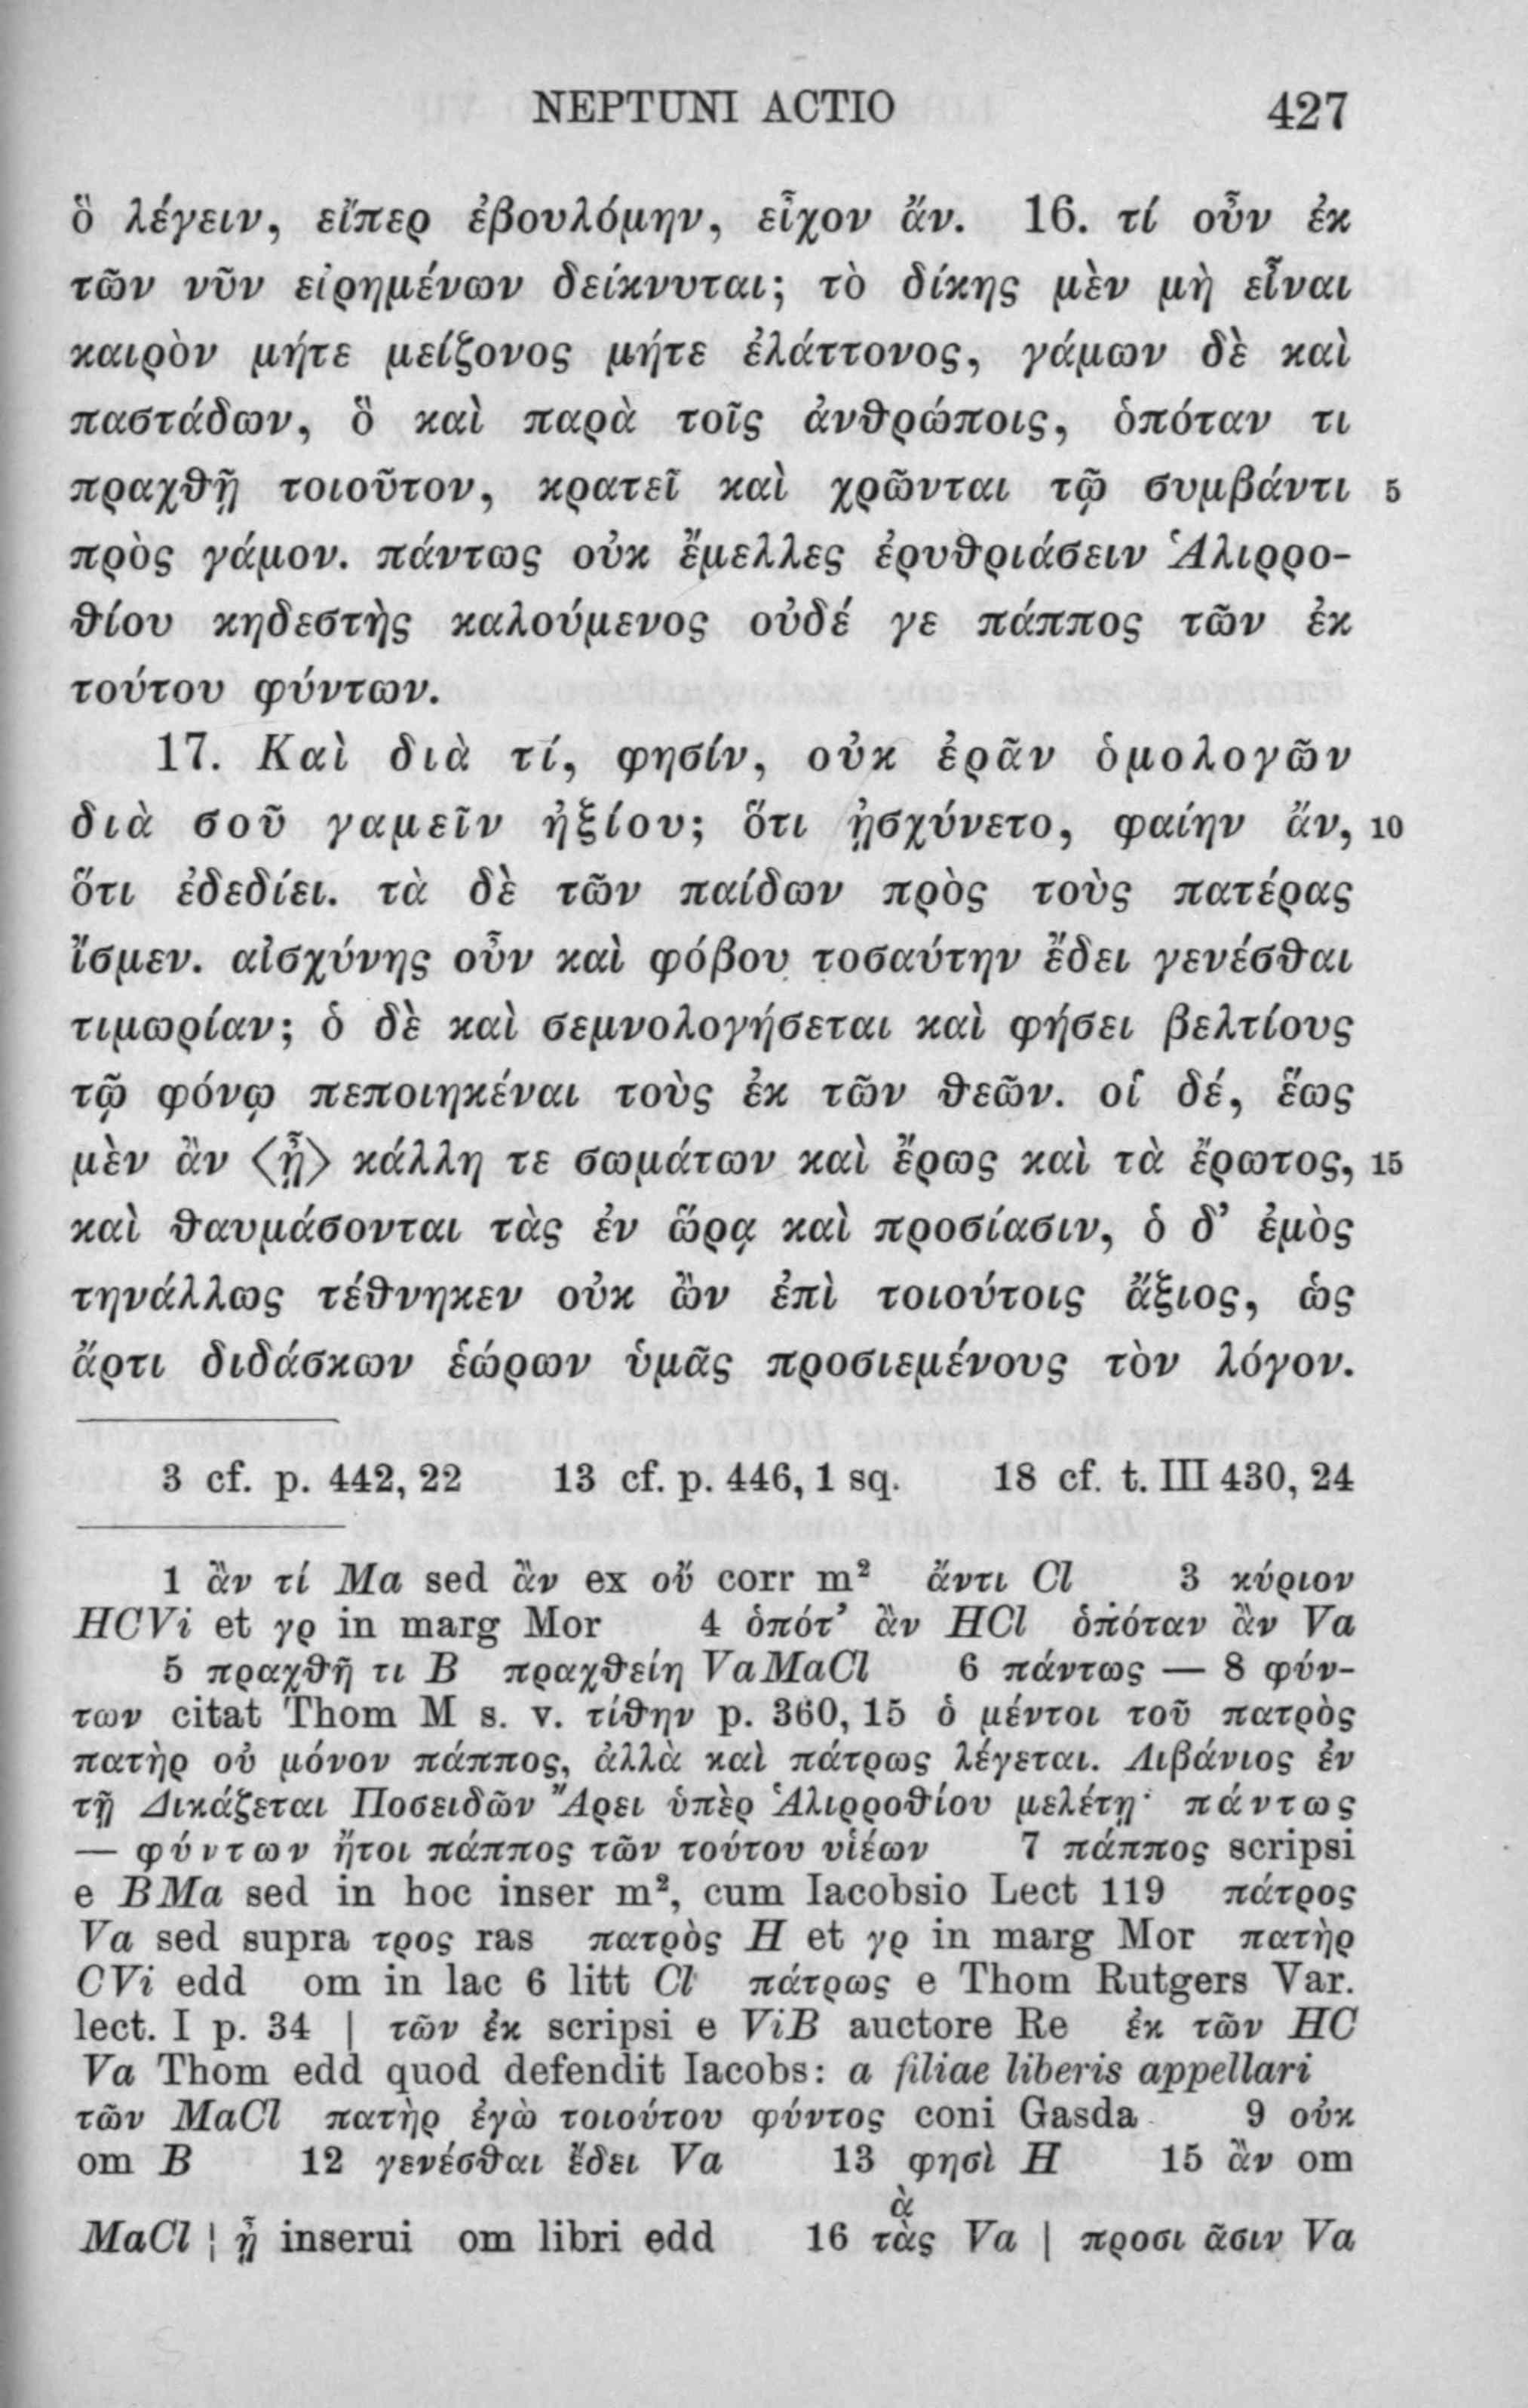 NEPTUNI ACTIO 427
ὃ λέγειν, εἴπερ ἐβουλόμην, εἶχον ἄν. 16. τί οὖν ἐκ
τῶν νῦν εἰρημένων δείκνυται; τὸ δίκης μὲν μὴ εἶναι
καιρὸν μήτε μείζονος μήτε ἐλάττονος, γάμων δὲ καὶ
παστάδων, ὃ καὶ παρὰ τοῖς ἀνθρώποις, ὁπόταν τι
πραχθῇ τοιοῦτον, κρατεῖ καὶ χρῶνται τῷ συμβάντι 5
πρὸς γάμον. πάντως οὐκ ἔμελλες ἐρυθριάσειν Ἁλιρρο-
θίου κηδεστὴς καλούμενος οὐδέ γε πάππος τῶν ἐκ
τούτου φύντων.
17. Καὶ διὰ τί, φησίν, οὐκ ἐρᾶν ὁμολογῶν
διὰ σοῦ γαμεῖν ἠξίου; ὅτι ᾐσχύνετο, φαίην ἄν, 10
ὅτι ἐδεδίει. τὰ δὲ τῶν παίδων πρὸς τοὺς πατέρας
ἴσμεν. αἰσχύνης οὖν καὶ φόβου τοσαύτην ἔδει γενέσθαι
τιμωρίαν; ὁ δὲ καὶ σεμνολογήσεται καὶ φήσει βελτίους
τῷ φόνῳ πεποιηκέναι τοὺς ἐκ τῶν θεῶν. οἱ δέ, ἕως
μὲν ἂν ⟨ᾖ⟩ κάλλη τε σωμάτων καὶ ἔρως καὶ τὰ ἔρωτος, 15
καὶ θαυμάσονται τὰς ἐν ὥρᾳ καὶ προσίασιν, ὁ δ’ ἐμὸς
τηνάλλως τέθνηκεν οὐκ ὢν ἐπὶ τοιούτοις ἄξιος, ὡς
ἄρτι διδάσκων ἑώρων ὑμᾶς προσιεμένους τὸν λόγον.
3 cf. p. 442, 22 13 cf. p. 446, 1 sq. 18 cf. t. III 430, 24
1 ἂν τί Ma sed ἂν ex οὔ corr m² ἄντι Cl 3 κύριον
HCVi et γρ in marg Mor 4 ὁπότ’ ἂν HCl ὁπόταν ἂν Va
5 πραχθῆ τι B πραχθείη VaMaCl 6 πάντως — 8 φύν-
των citat Thom M s. v. τίθην p. 360, 15 ὁ μέντοι τοῦ πατρὸς
πατὴρ οὐ μόνον πάππος, ἀλλὰ καὶ πάτρως λέγεται. Λιβάνιος ἐν
τῇ Δικάζεται Ποσειδῶν Ἄρει ὑπὲρ Ἁλιρροθίου μελέτῃ· πάντως
— φύντων ἤτοι πάππος τῶν τούτου υἱέων 7 πάππος scripsi
e BMa sed in hoc inser m², cum Iacobsio Lect 119 πάτρος
Va sed supra τρος ras πατρὸς H et γρ in marg Mor πατὴρ
CVi edd om in lac 6 litt Cl πάτρως e Thom Rutgers Var.
lect. I p. 34 | τῶν ἐκ scripsi e ViB auctore Re ἐκ τῶν HC
Va Thom edd quod defendit Iacobs: a filiae liberis appellari
τῶν MaCl πατὴρ ἐγὼ τοιούτου φύντος coni Gasda 9 οὐκ
om B 12 γενέσθαι ἔδει Va 13 φησὶ H 15 ἂν om
ὰ
MaCl | ᾖ inserui om libri edd 16 τὰς Va | προσι ᾶσιν Va